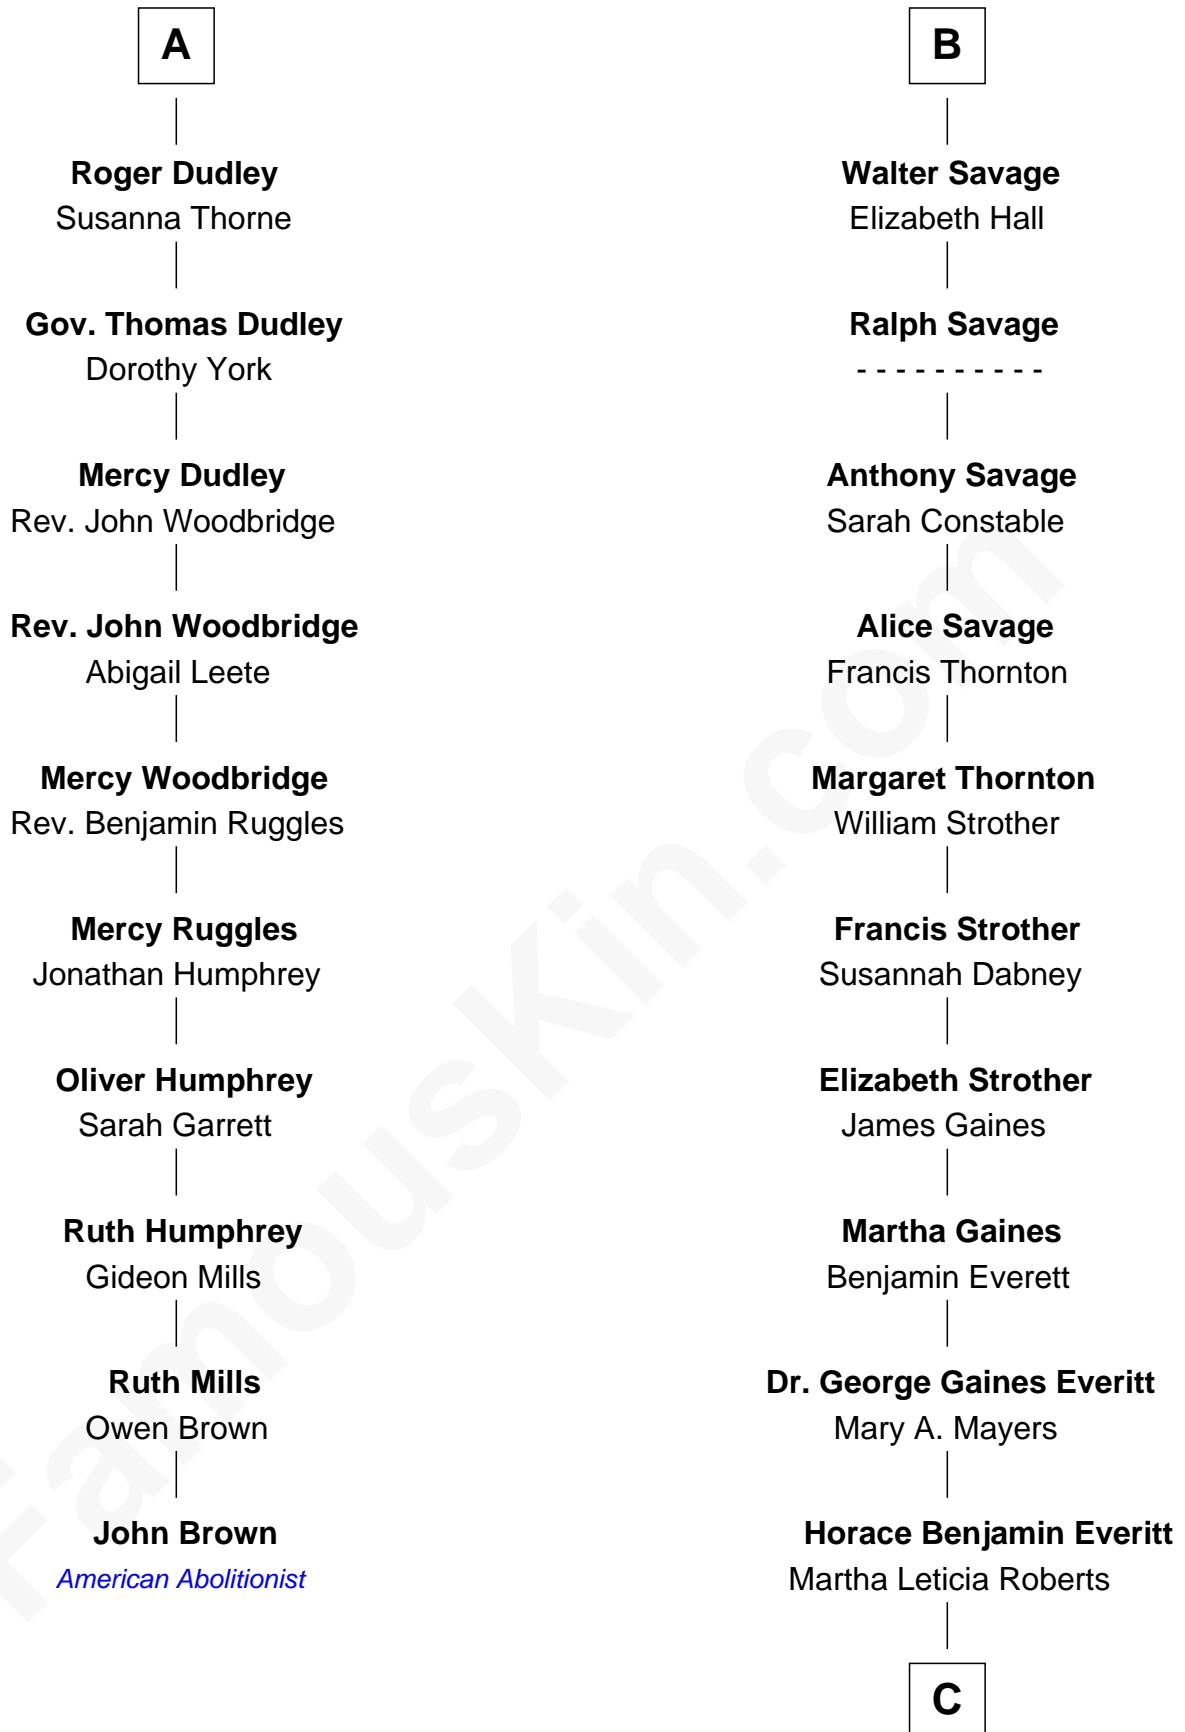 A
Roger Dudley
Susanna Thorne
Gov. Thomas Dudley
Dorothy York
Mercy Dudley
Rev. John Woodbridge
Rev. John Woodbridge
Abigail Leete
Mercy Woodbridge
Rev. Benjamin Ruggles
Mercy Ruggles
Jonathan Humphrey
Oliver Humphrey
Sarah Garrett
Ruth Humphrey
Gideon Mills
Ruth Mills
Owen Brown
John Brown
American Abolitionist
B
Walter Savage
Elizabeth Hall
Ralph Savage
- - - - - - - - - -
Anthony Savage
Sarah Constable
Alice Savage
Francis Thornton
Margaret Thornton
William Strother
Francis Strother
Susannah Dabney
Elizabeth Strother
James Gaines
Martha Gaines
Benjamin Everett
Dr. George Gaines Everitt
Mary A. Mayers
Horace Benjamin Everitt
Martha Leticia Roberts
C
FamousKin.com